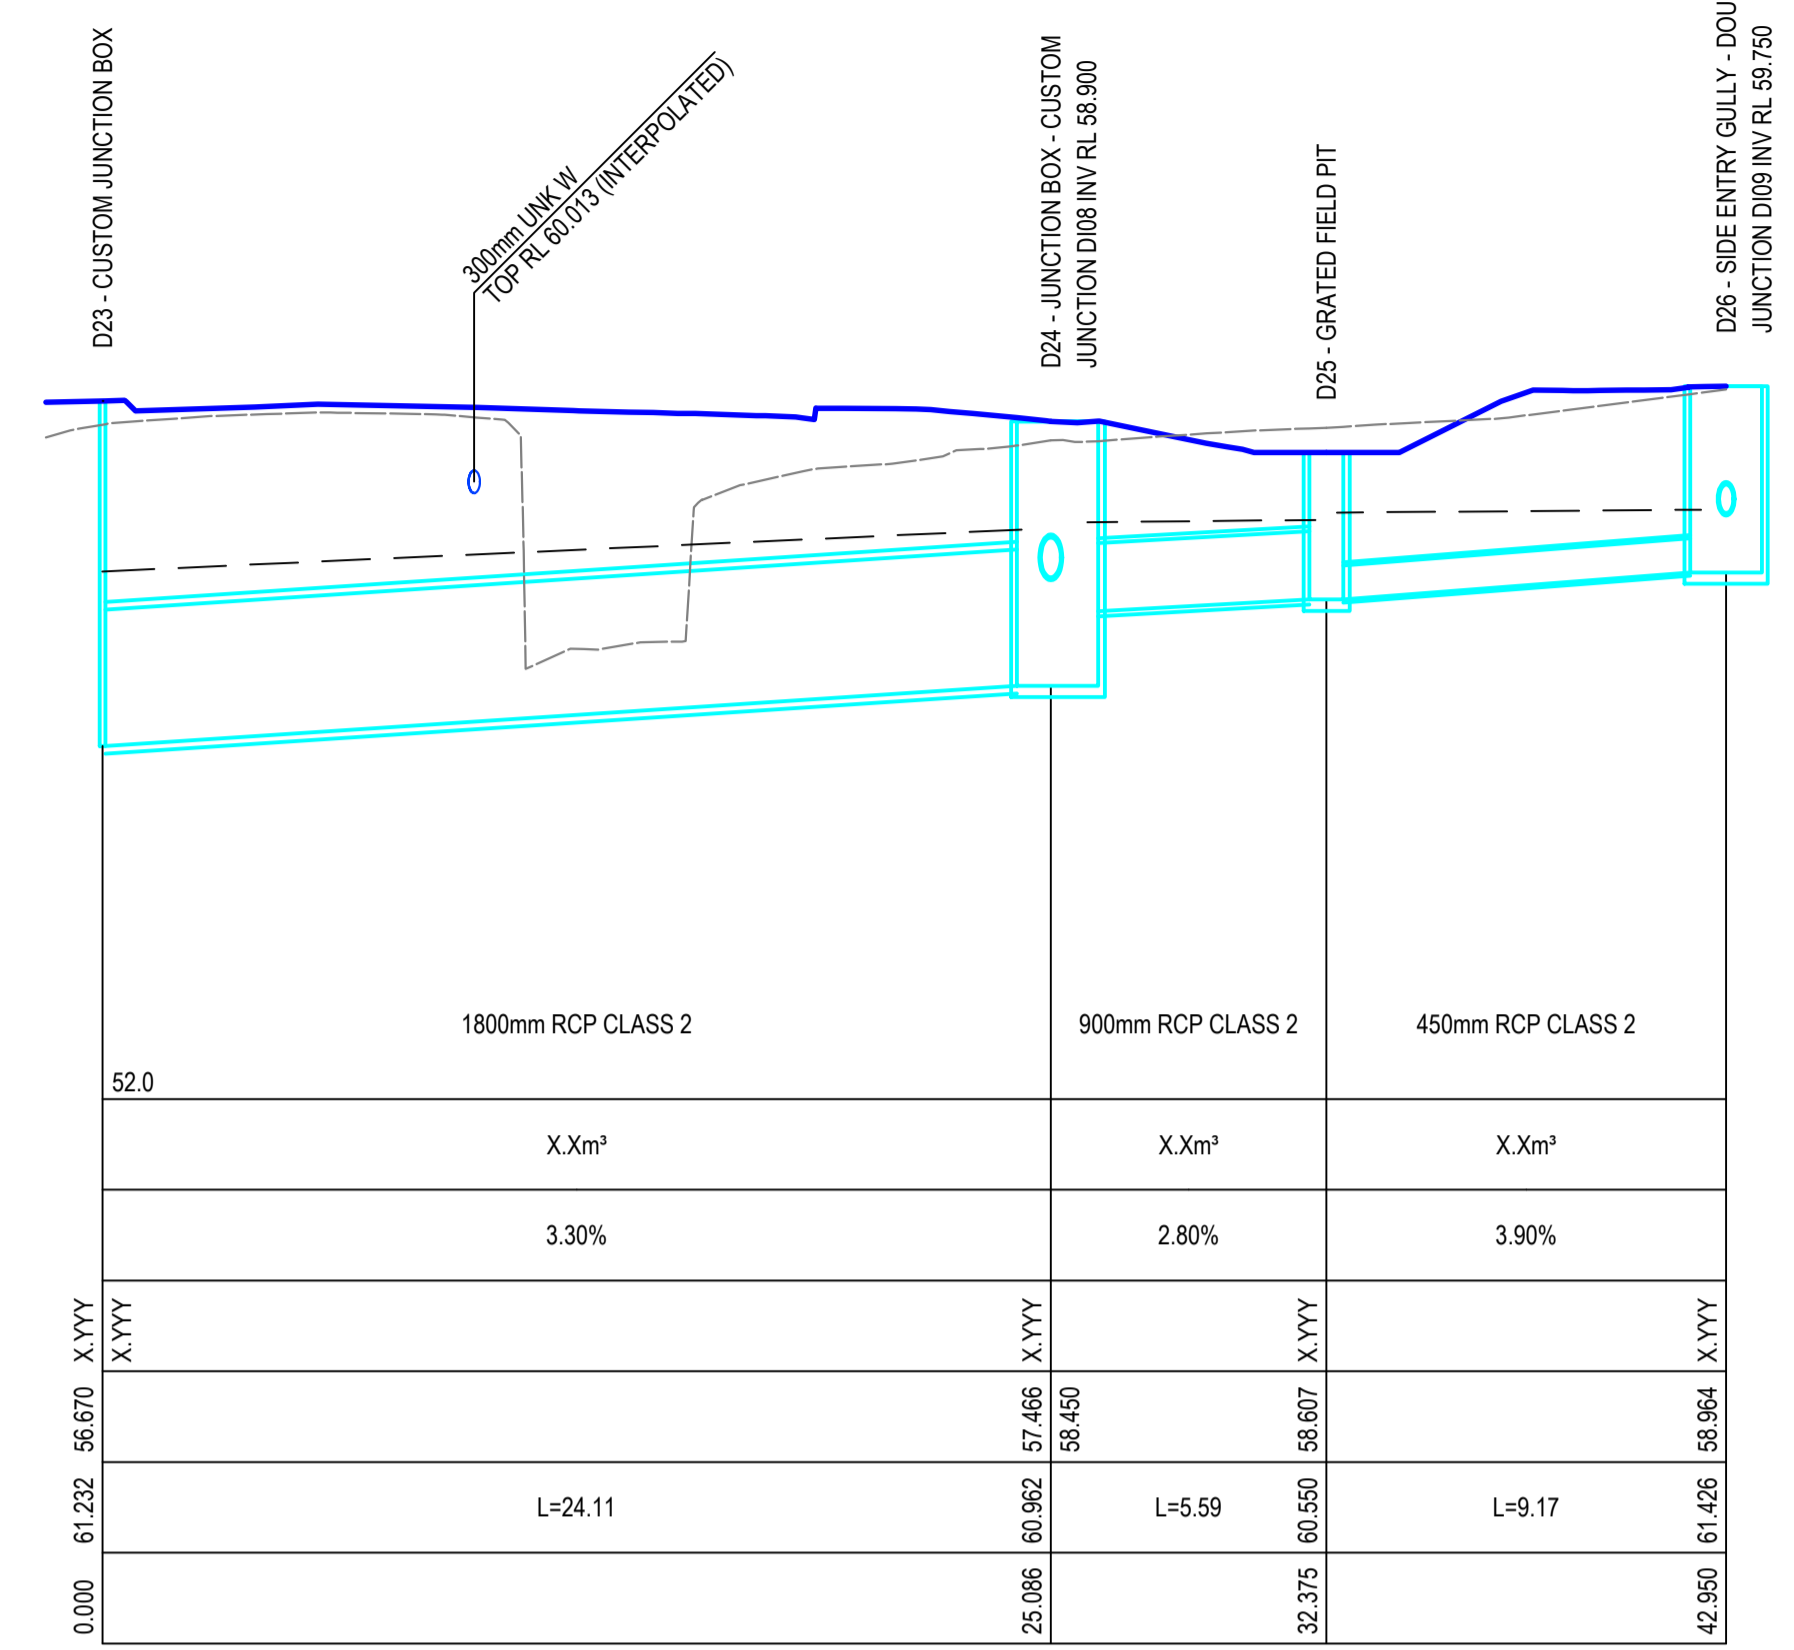 D23 - CUSTOM JUNCTION BOX
300mm UNK W
TOP RL 60.013 (INTERPOLATED)
D24 - JUNCTION BOX - CUSTOM
JUNCTION DI08 INV RL 58.900
D25 - GRATED FIELD PIT
D26 - SIDE ENTRY GULLY - DOU
JUNCTION DI09 INV RL 59.750
1800mm RCP CLASS 2
900mm RCP CLASS 2
450mm RCP CLASS 2
52.0
X.Xm³
X.Xm³
X.Xm³
3.30%
2.80%
3.90%
X.YYY
X.YYY
X.YYY
X.YYY
X.YYY
56.670
57.466
58.450
58.607
58.964
61.232
L=24.11
60.962
L=5.59
60.550
L=9.17
61.426
0.000
25.086
32.375
42.950